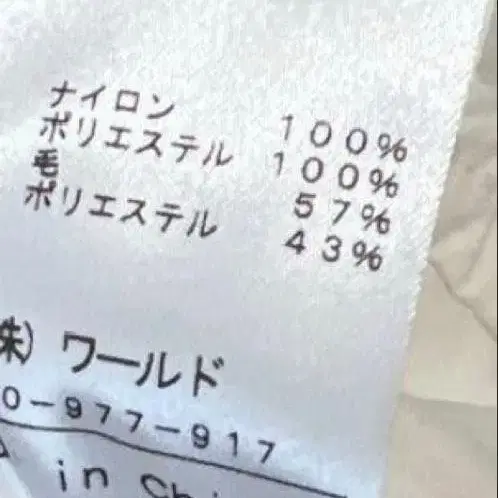 ナイロン 100%
ポリエステル 100%
毛 57%
ポリエステル 43%
株) ワールド
0-977-917
in Chi